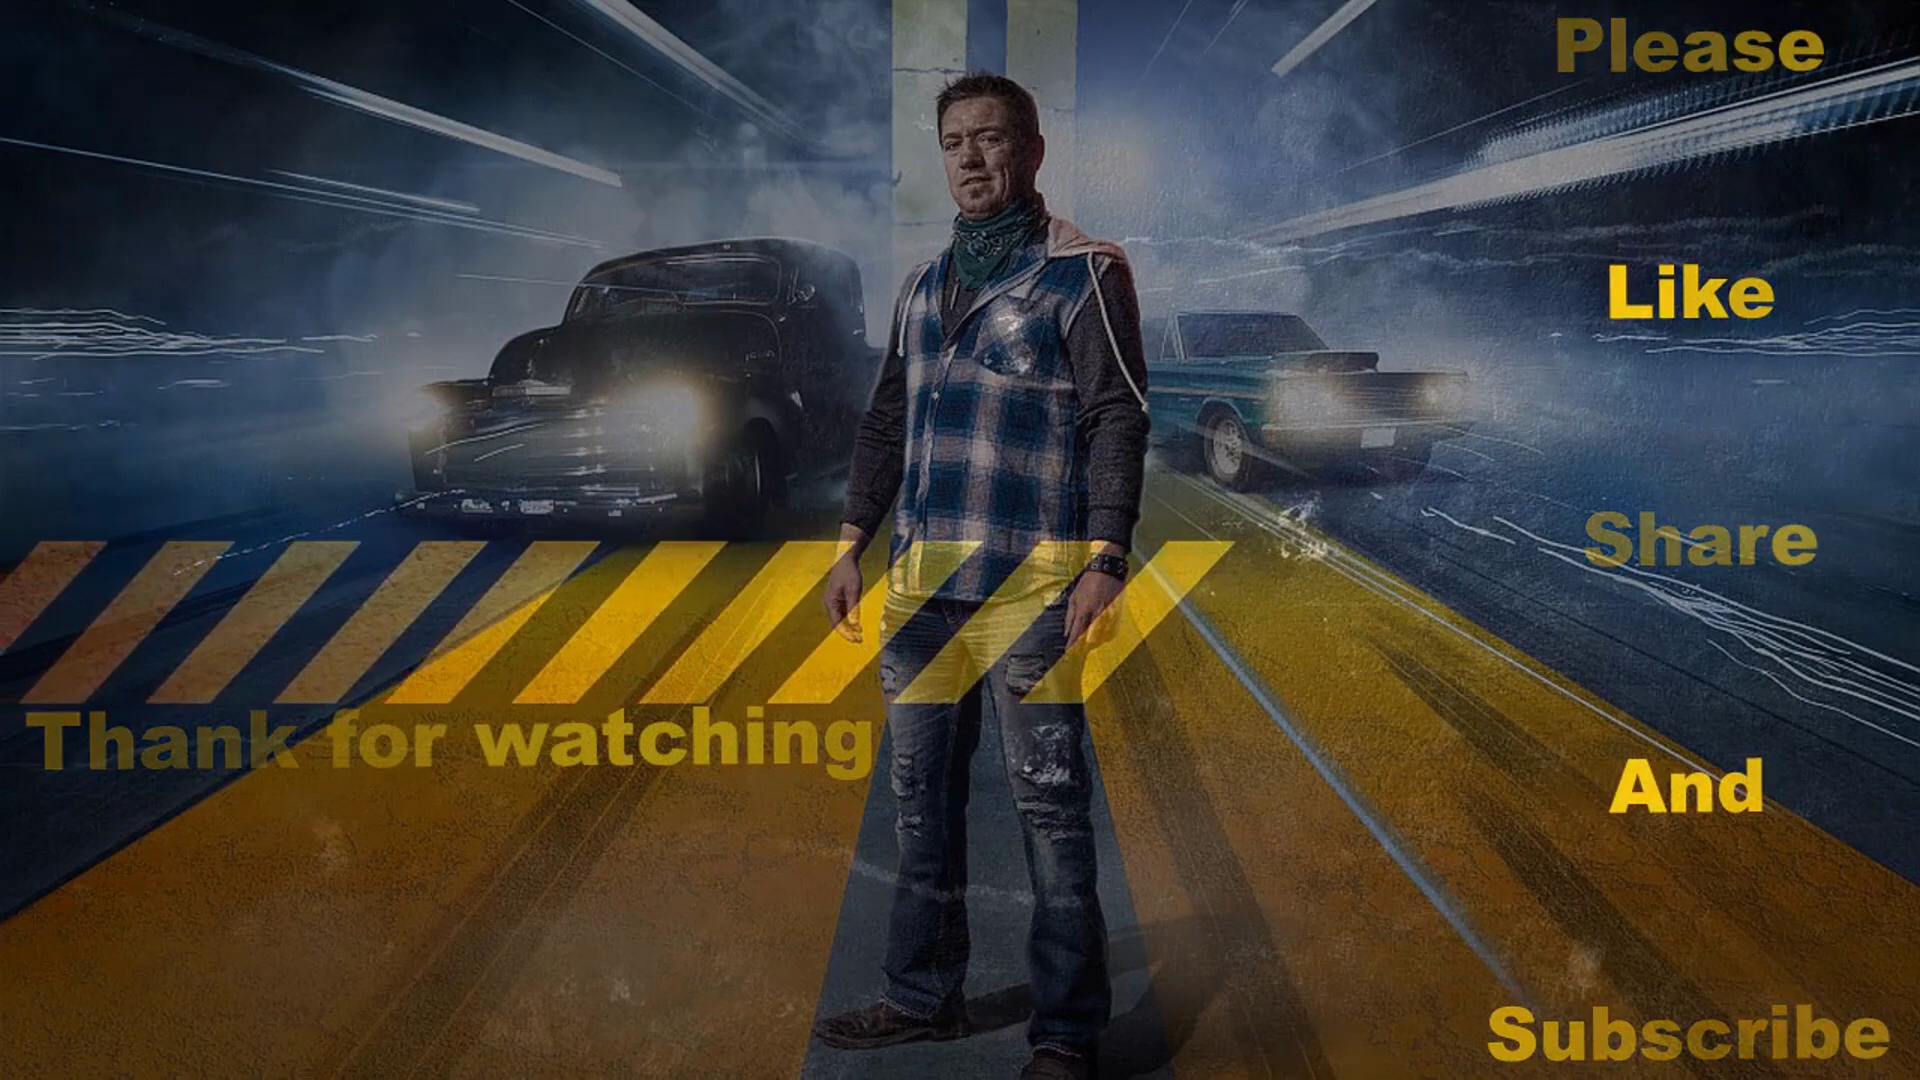 Please
Like
Share
Thank for watching
And
Subscribe